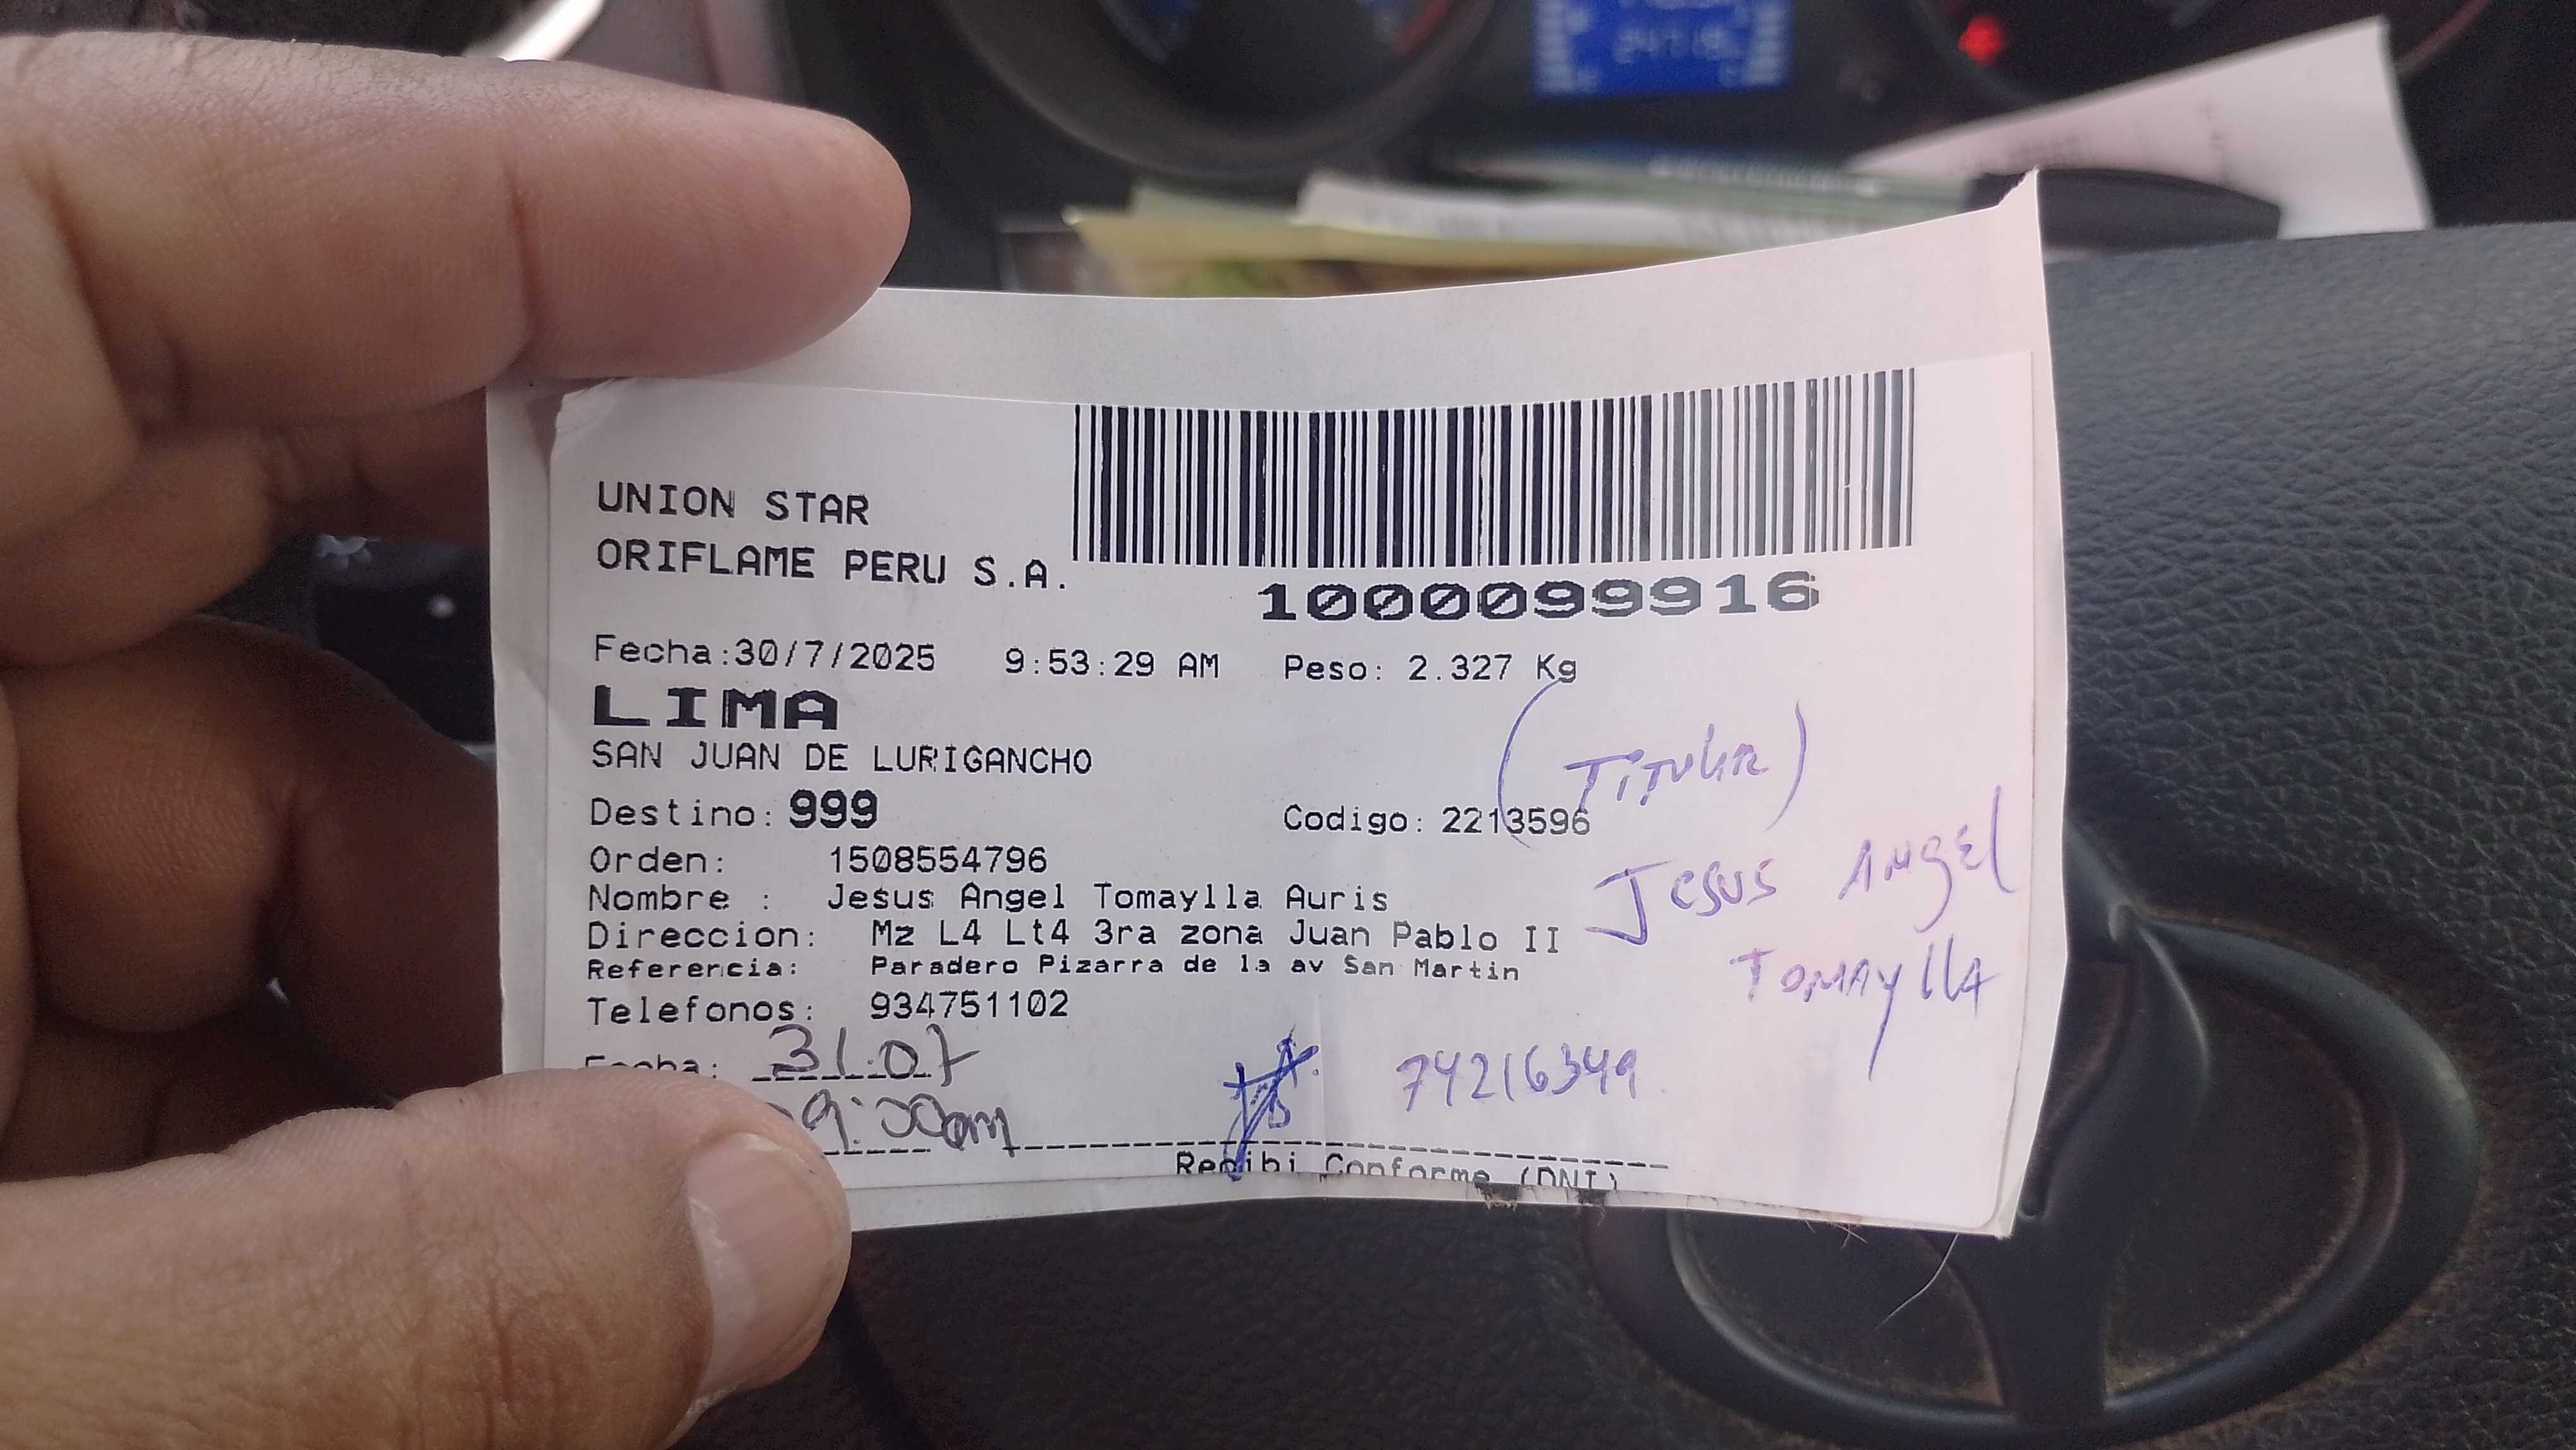 UNION STAR
ORIFLAME PERU S.A.
1000099916
Fecha:30/7/2025 9:53:29 AM Peso: 2.327 Kg
LIMA
SAN JUAN DE LURIGANCHO
(TITULAR)
Destino: 999 Codigo: 2213596
Orden: 1508554796
Nombre : Jesus Angel Tomaylla Auris
JESUS ANGEL
Direccion: Mz L4 Lt4 3ra zona Juan Pablo II
Referencia: Paradero Pizarra de la av San Martin
TOMAYllA
Telefonos: 934751102
Fecha: 31.07
74216349
09:00am
Recibi Conforme (DNI)